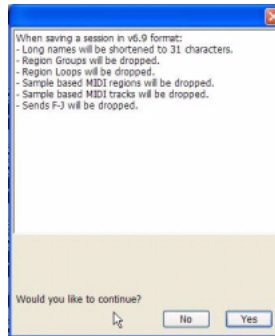 When saving a session in v6.9 format:
- Long names will be shortened to 31 characters.
- Region Groups will be dropped.
- Region Loops will be dropped.
- Sample based MIDI regions will be dropped.
- Sample based MIDI tracks will be dropped.
- Sends F-J will be dropped.
Would you like to continue?
No Yes